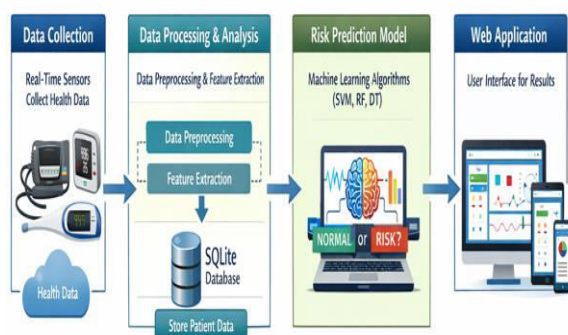 Data Collection
Real-Time Sensors
Collect Health Data
Health Data
Data Processing & Analysis
Data Preprocessing & Feature Extraction
Data Preprocessing
Feature Extraction
SQLite
Database
Store Patient Data
Risk Prediction Model
Machine Learning Algorithms
(SVM, RF, DT)
NORMAL or RISK?
Web Application
User Interface for Results